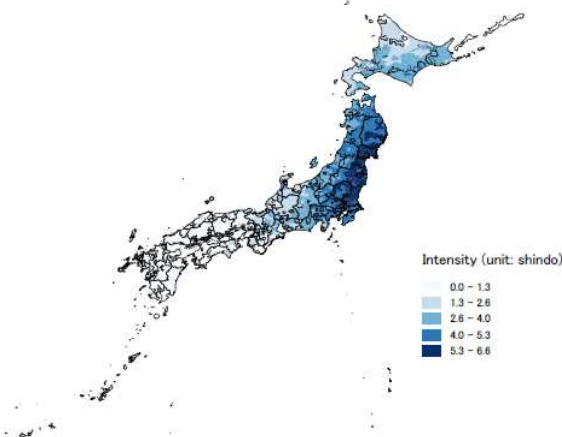 Intensity (unit: shindo)
0.0 - 1.3
1.3 - 2.6
2.6 - 4.0
4.0 - 5.3
5.3 - 6.6